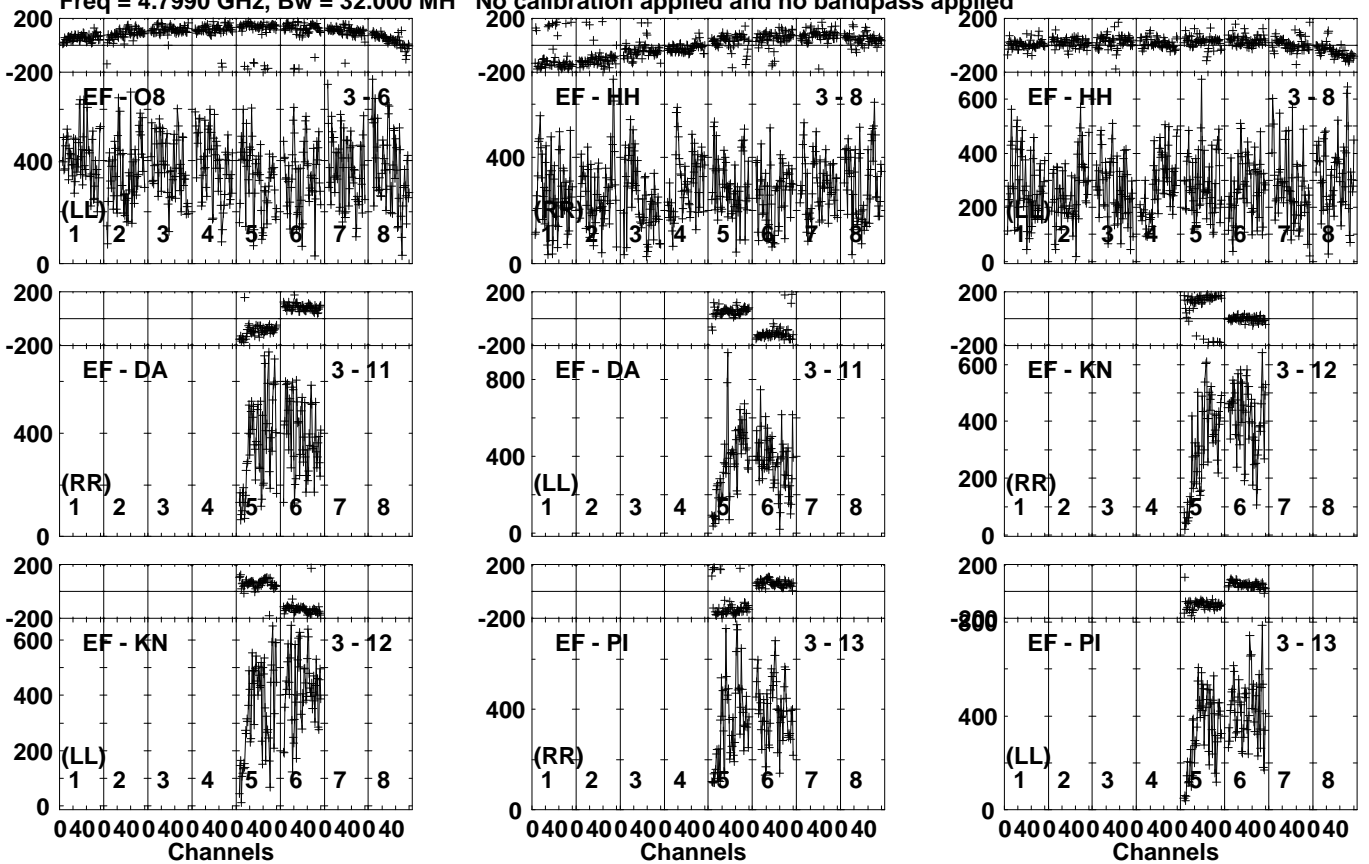 Freq = 4.7990 GHz, Bw = 32.000 MH No calibration applied and no bandpass applied
200 200 200
-200 -200 -200
EF - O8 3 - 6 EF - HH 3 - 8 600 EF - HH 3 - 8
400 400 400
200
(LL) (RR) (LL)
1 2 3 4 5 6 7 8 1 2 3 4 5 6 7 8 1 2 3 4 5 6 7 8
0 0 0
200 200 200
-200 -200 -200
EF - DA 3 - 11 800 EF - DA 3 - 11 600 EF - KN 3 - 12
400 400 400
200
(RR) (LL) (RR)
1 2 3 4 5 6 7 8 1 2 3 4 5 6 7 8 1 2 3 4 5 6 7 8
0 0 0
200 200 200
-200 -200 -200
800
600 EF - KN 3 - 12 EF - PI 3 - 13 EF - PI 3 - 13
400 400 400
200
(LL) (RR) (LL)
1 2 3 4 5 6 7 8 1 2 3 4 5 6 7 8 1 2 3 4 5 6 7 8
0 0 0
0 40 0 40 0 40 0 40 0 40 0 40 0 40 0 40 0 40 0 40 0 40 0 40 0 40 0 40 0 40 0 40 0 40 0 40 0 40 0 40 0 40 0 40 0 40 0 40
Channels Channels Channels